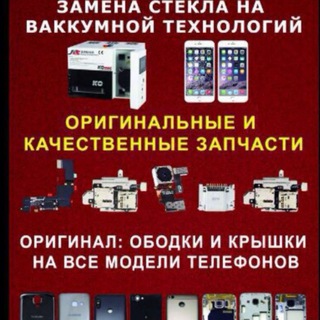 ЗАМЕНА СТЕКЛА НА
ВАККУМНОЙ ТЕХНОЛОГИЙ
ОРИГИНАЛЬНЫЕ И
КАЧЕСТВЕННЫЕ ЗАПЧАСТИ
ОРИГИНАЛ: ОБОДКИ И КРЫШКИ
НА ВСЕ МОДЕЛИ ТЕЛЕФОНОВ